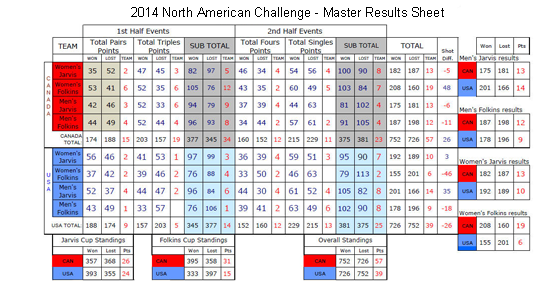 2014 North American Challenge - Master Results Sheet
1st Half Events 2nd Half Events
TEAM Total Pairs Points Total Triples Points SUB TOTAL Total Fours Points Total Singles Points SUB TOTAL TOTAL Shot Diff.
WON LOST TEAM WON LOST TEAM WON LOST TEAM WON LOST TEAM WON LOST TEAM WON LOST TEAM WON LOST TEAM
CANADA
Women's Jarvis 35 52 2 47 45 3 82 97 5 46 34 4 54 56 4 100 90 8 182 187 13 -5
Women's Folkins 53 41 6 52 35 6 105 76 12 43 35 2 60 49 5 103 84 7 208 160 19 48
Men's Jarvis 42 46 3 52 33 6 94 79 9 37 41 2 44 63 81 102 4 175 181 13 -6
Men's Folkins 44 49 4 52 44 4 96 93 8 34 44 2 57 61 2 91 105 4 187 198 12 -11
CANADA TOTAL: 174 188 15 203 157 19 377 345 34 160 152 12 215 229 11 375 381 23 752 726 57 26
USA
Women's Jarvis 56 46 2 41 53 1 97 99 3 36 39 4 59 51 3 95 90 7 192 189 10 3
Women's Folkins 37 42 2 39 46 2 76 88 4 33 50 2 46 63 79 113 2 155 201 6 -46
Men's Jarvis 52 37 4 44 47 2 96 84 6 44 30 4 61 52 4 105 82 8 201 166 14 35
Men's Folkins 43 49 1 33 57 76 106 1 39 41 2 63 49 6 102 90 8 178 196 9 -18
USA TOTAL 188 174 9 157 203 5 345 377 14 152 160 12 229 215 13 381 375 25 726 752 39 -26
Won Lost Pts
Men's Jarvis results
CAN 175 181 13
USA 201 166 14
Men's Folkins results
CAN 187 198 12
USA 178 196 9
Women's Jarvis results
CAN 182 187 13
USA 192 189 10
Women's Folkins results
CAN 208 160 19
USA 155 201 6
Jarvis Cup Standings Folkins Cup Standings Overall Standings
Won Lost Pts Won Lost Pts Won Lost Pts
CAN 357 368 26 CAN 395 358 31 CAN 752 726 57
USA 393 355 24 USA 333 397 15 USA 726 752 39